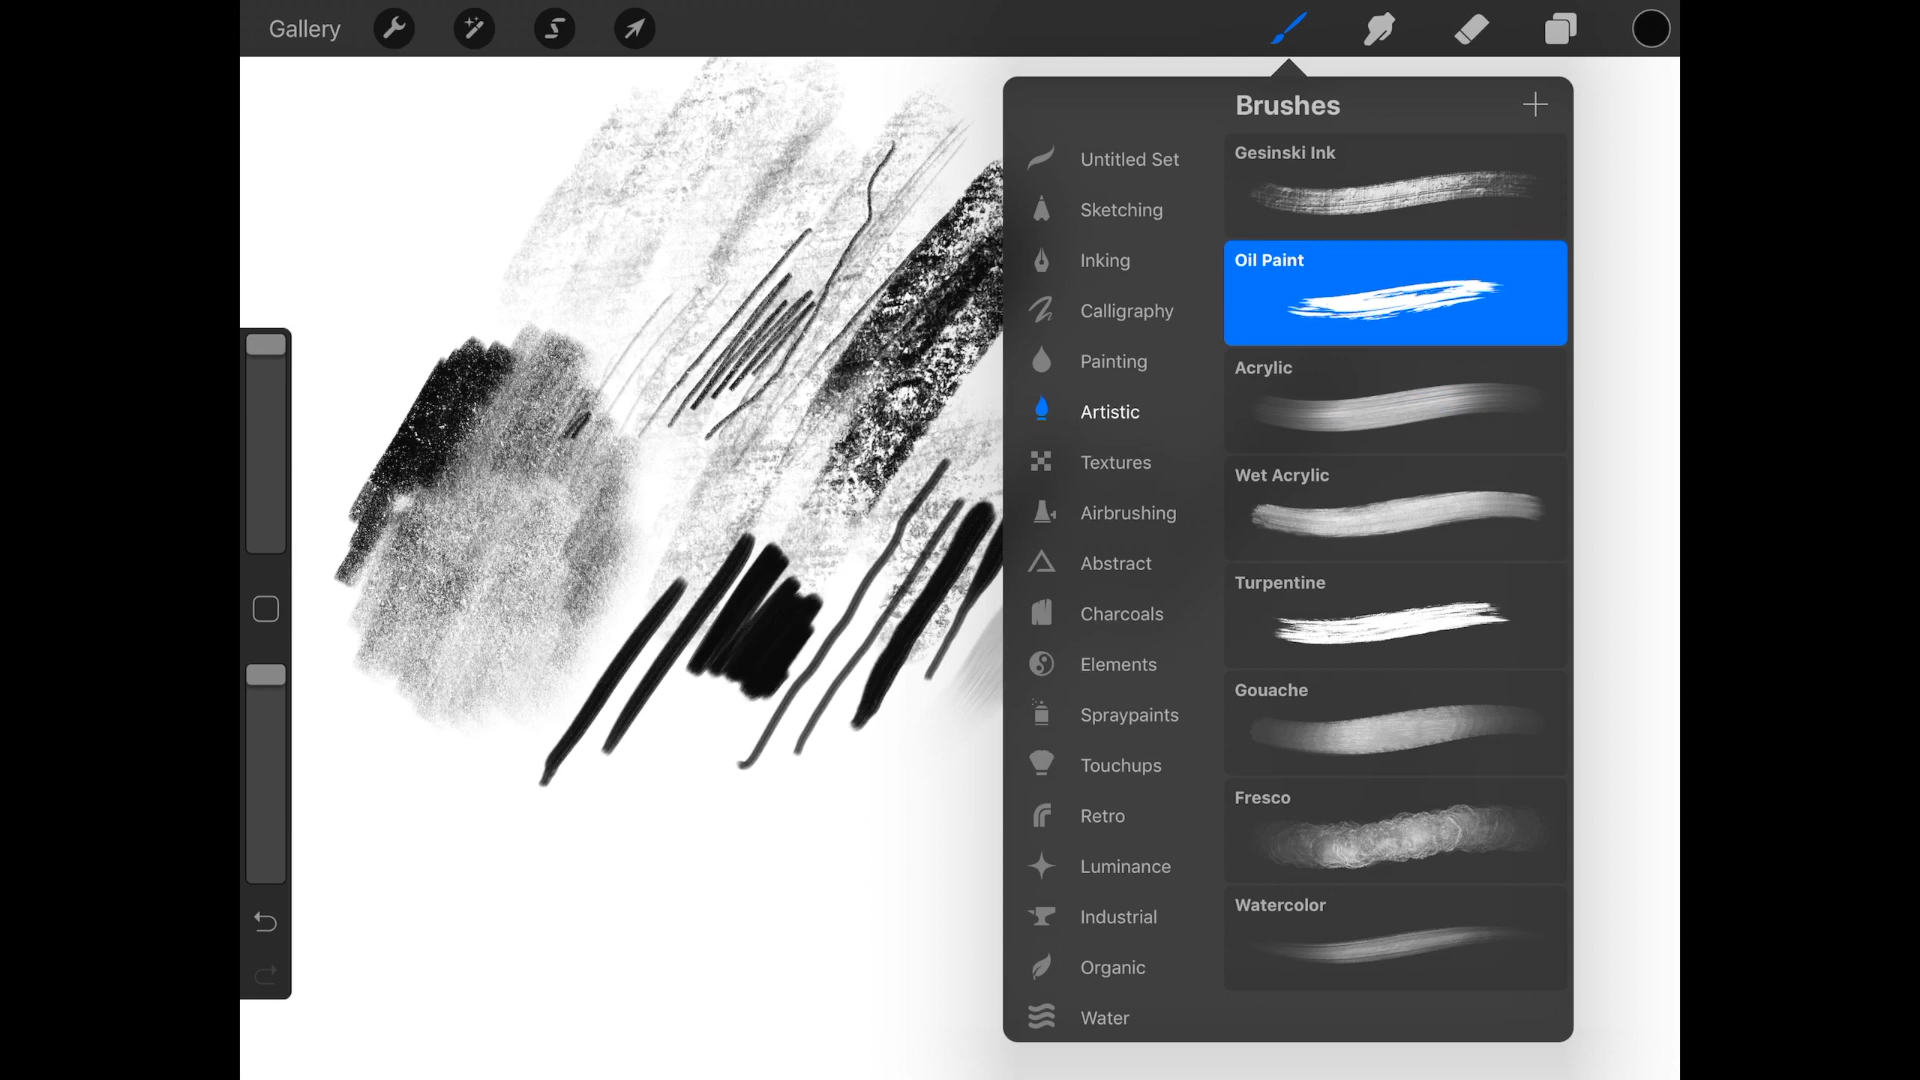 Gallery
Brushes
Untitled Set
Sketching
Inking
Calligraphy
Painting
Artistic
Textures
Airbrushing
Abstract
Charcoals
Elements
Spraypaints
Touchups
Retro
Luminance
Industrial
Organic
Water
Gesinski Ink
Oil Paint
Acrylic
Wet Acrylic
Turpentine
Gouache
Fresco
Watercolor